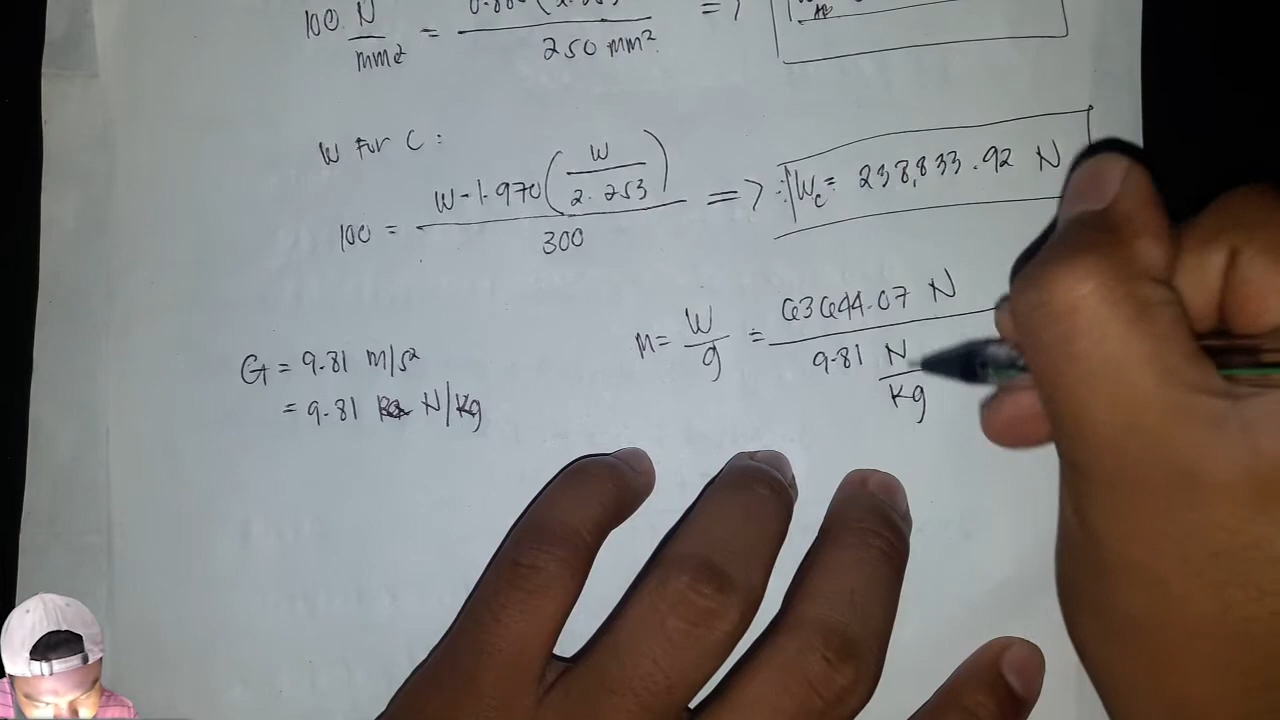 100 N/mm² = / 250 mm² =>
W For C:
100 = W-1.970(W/2.253) / 300 => ∴ Wc= 238,833.92 N
M= W/g = 63644.07 N / 9.81 N/kg
G = 9.81 m/s²
= 9.81 N/kg